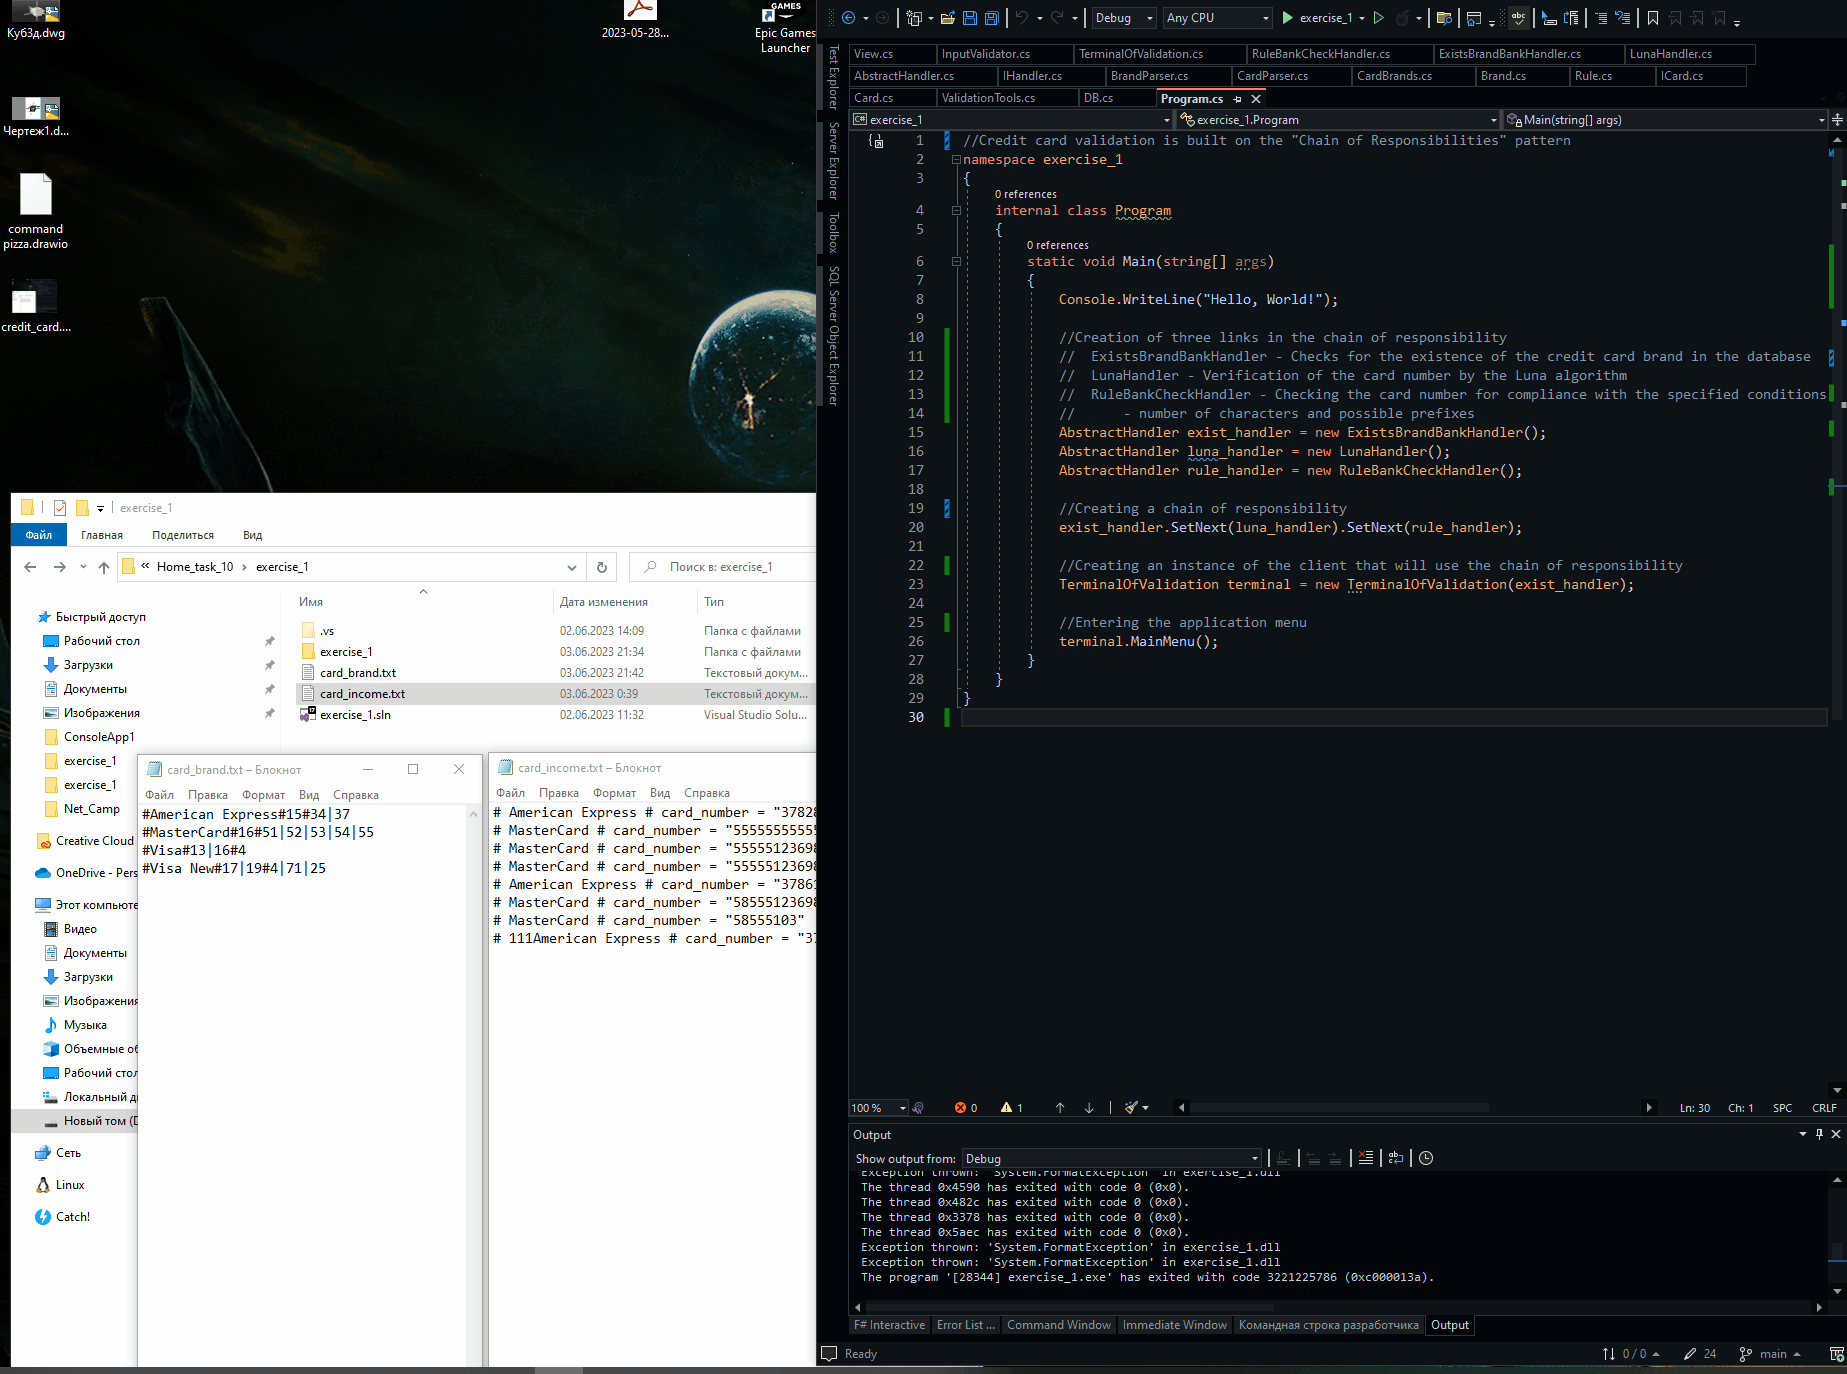 Ку63д.dwg
2023-05-28...
GAMES
Epic Games
Launcher
Чертеж1.d...
command
pizza.drawio
credit_card....
Debug
Any CPU
exercise_1
Test Explorer
Server Explorer
Toolbox
SQL Server Object Explorer
View.cs
InputValidator.cs
TerminalOfValidation.cs
RuleBankCheckHandler.cs
ExistsBrandBankHandler.cs
LunaHandler.cs
AbstractHandler.cs
IHandler.cs
BrandParser.cs
CardParser.cs
CardBrands.cs
Brand.cs
Rule.cs
ICard.cs
Card.cs
ValidationTools.cs
DB.cs
Program.cs
exercise_1
exercise_1.Program
Main(string[] args)
1 //Credit card validation is built on the "Chain of Responsibilities" pattern
2 namespace exercise_1
3 {
0 references
4 internal class Program
5 {
0 references
6 static void Main(string[] args)
7 {
8 Console.WriteLine("Hello, World!");
9
10 //Creation of three links in the chain of responsibility
11 //  ExistsBrandBankHandler - Checks for the existence of the credit card brand in the database
12 //  LunaHandler - Verification of the card number by the Luna algorithm
13 //  RuleBankCheckHandler - Checking the card number for compliance with the specified conditions
14 //      - number of characters and possible prefixes
15 AbstractHandler exist_handler = new ExistsBrandBankHandler();
16 AbstractHandler luna_handler = new LunaHandler();
17 AbstractHandler rule_handler = new RuleBankCheckHandler();
18
19 //Creating a chain of responsibility
20 exist_handler.SetNext(luna_handler).SetNext(rule_handler);
21
22 //Creating an instance of the client that will use the chain of responsibility
23 TerminalOfValidation terminal = new TerminalOfValidation(exist_handler);
24
25 //Entering the application menu
26 terminal.MainMenu();
27 }
28 }
29 }
30
100 %
0
1
Ln: 30
Ch: 1
SPC
CRLF
Output
Show output from: Debug
Exception thrown: 'System.FormatException' in exercise_1.dll
The thread 0x4590 has exited with code 0 (0x0).
The thread 0x482c has exited with code 0 (0x0).
The thread 0x3378 has exited with code 0 (0x0).
The thread 0x5aec has exited with code 0 (0x0).
Exception thrown: 'System.FormatException' in exercise_1.dll
Exception thrown: 'System.FormatException' in exercise_1.dll
The program '[28344] exercise_1.exe' has exited with code 3221225786 (0xc000013a).
F# Interactive
Error List ...
Command Window
Immediate Window
Командная строка разработчика
Output
Ready
0 / 0
24
main
exercise_1
Файл
Главная
Поделиться
Вид
« Home_task_10 › exercise_1
Поиск в: exercise_1
Имя
Дата изменения
Тип
.vs 02.06.2023 14:09 Папка с файлами
exercise_1 03.06.2023 21:34 Папка с файлами
card_brand.txt 03.06.2023 21:42 Текстовый докум...
card_income.txt 03.06.2023 0:39 Текстовый докум...
exercise_1.sln 02.06.2023 11:32 Visual Studio Solu...
Быстрый доступ
Рабочий стол
Загрузки
Документы
Изображения
ConsoleApp1
exercise_1
exercise_1
Net_Camp
Creative Cloud
OneDrive - Pers
Этот компьюте
Видео
Документы
Загрузки
Изображения
Музыка
Объемные об
Рабочий стол
Локальный ди
Новый том (D
Сеть
Linux
Catch!
card_brand.txt – Блокнот
Файл Правка Формат Вид Справка
#American Express#15#34|37
#MasterCard#16#51|52|53|54|55
#Visa#13|16#4
#Visa New#17|19#4|71|25
card_income.txt – Блокнот
Файл Правка Формат Вид Справка
# American Express # card_number = "37828
# MasterCard # card_number = "55555555555
# MasterCard # card_number = "55555123698
# MasterCard # card_number = "55555123698
# American Express # card_number = "37861
# MasterCard # card_number = "58555123698
# MasterCard # card_number = "58555103"
# 111American Express # card_number = "37